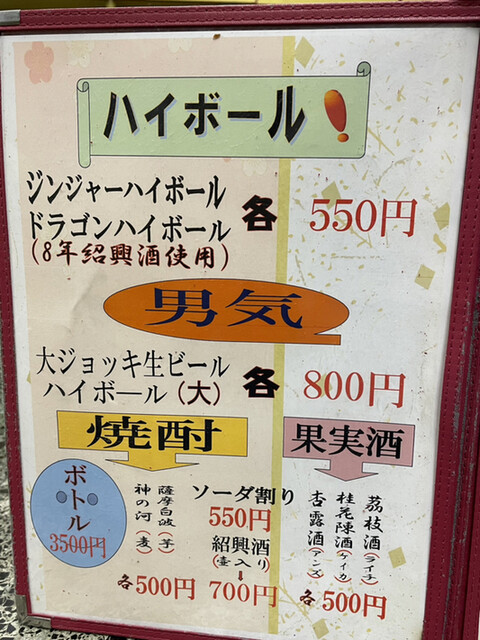 ハイボール!
ジンジャーハイボール
ドラゴンハイボール
(8年紹興酒使用)
各 550円
男気
大ジョッキ生ビール
ハイボール(大)
各 800円
焼酎
ボトル
3500円
薩摩白波(芋)
神の河(麦)
各500円
ソーダ割り
550円
紹興酒
(壺入り)
↓
700円
果実酒
茘枝酒(ライチ)
桂花陳酒(ケイカ)
杏露酒(アンズ)
各500円